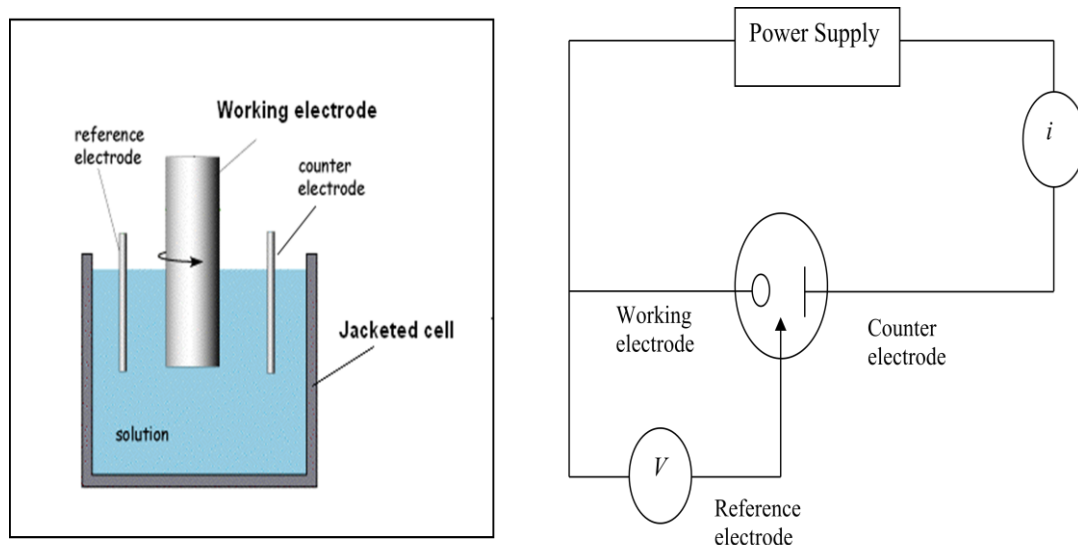 Working electrode
reference
electrode
counter
electrode
Jacketed cell
solution
Power Supply
i
Working
electrode
Counter
electrode
V
Reference
electrode